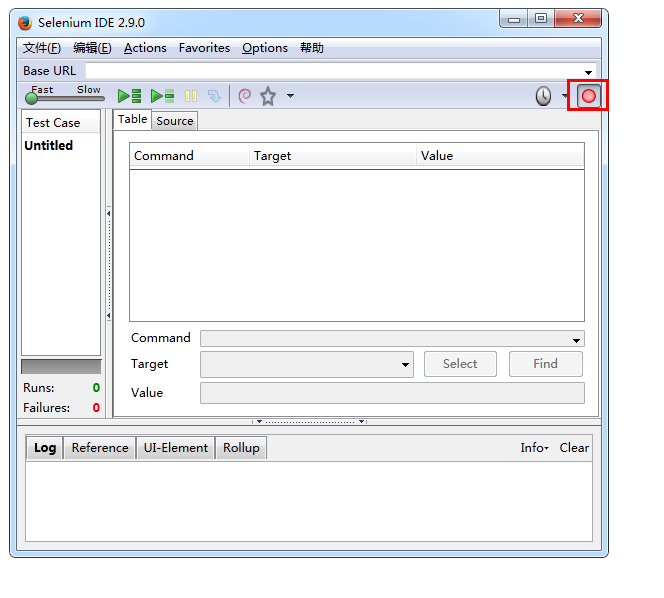 Selenium IDE 2.9.0
文件(F) 编辑(E) Actions Favorites Options 帮助
Base URL
Fast Slow
Test Case
Table Source
Untitled
Command Target Value
Command
Target Select Find
Value
Runs: 0
Failures: 0
Log Reference UI-Element Rollup Info Clear